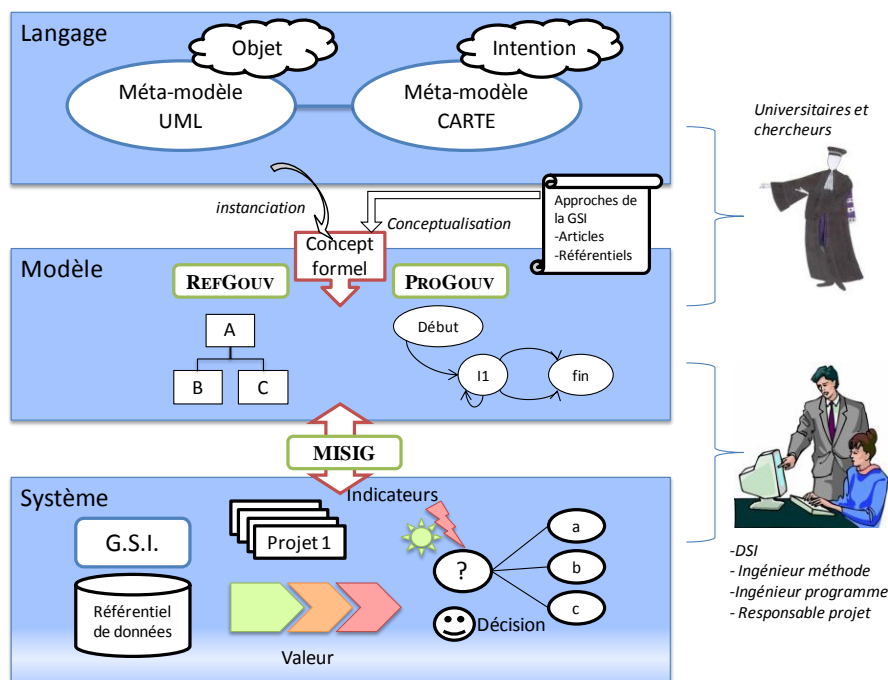 Langage
Objet
Intention
Méta-modèle
UML
Méta-modèle
CARTE
Universitaires et
chercheurs
instanciation
Conceptualisation
Approches de
la GSI
-Articles
-Référentiels
Concept
formel
Modèle
REFGOUV
PROGOUV
A
B
C
Début
I1
fin
MISIG
Système
Indicateurs
G.S.I.
Projet 1
?
a
b
c
Référentiel
de données
Décision
Valeur
-DSI
- Ingénieur méthode
-Ingénieur programme
- Responsable projet